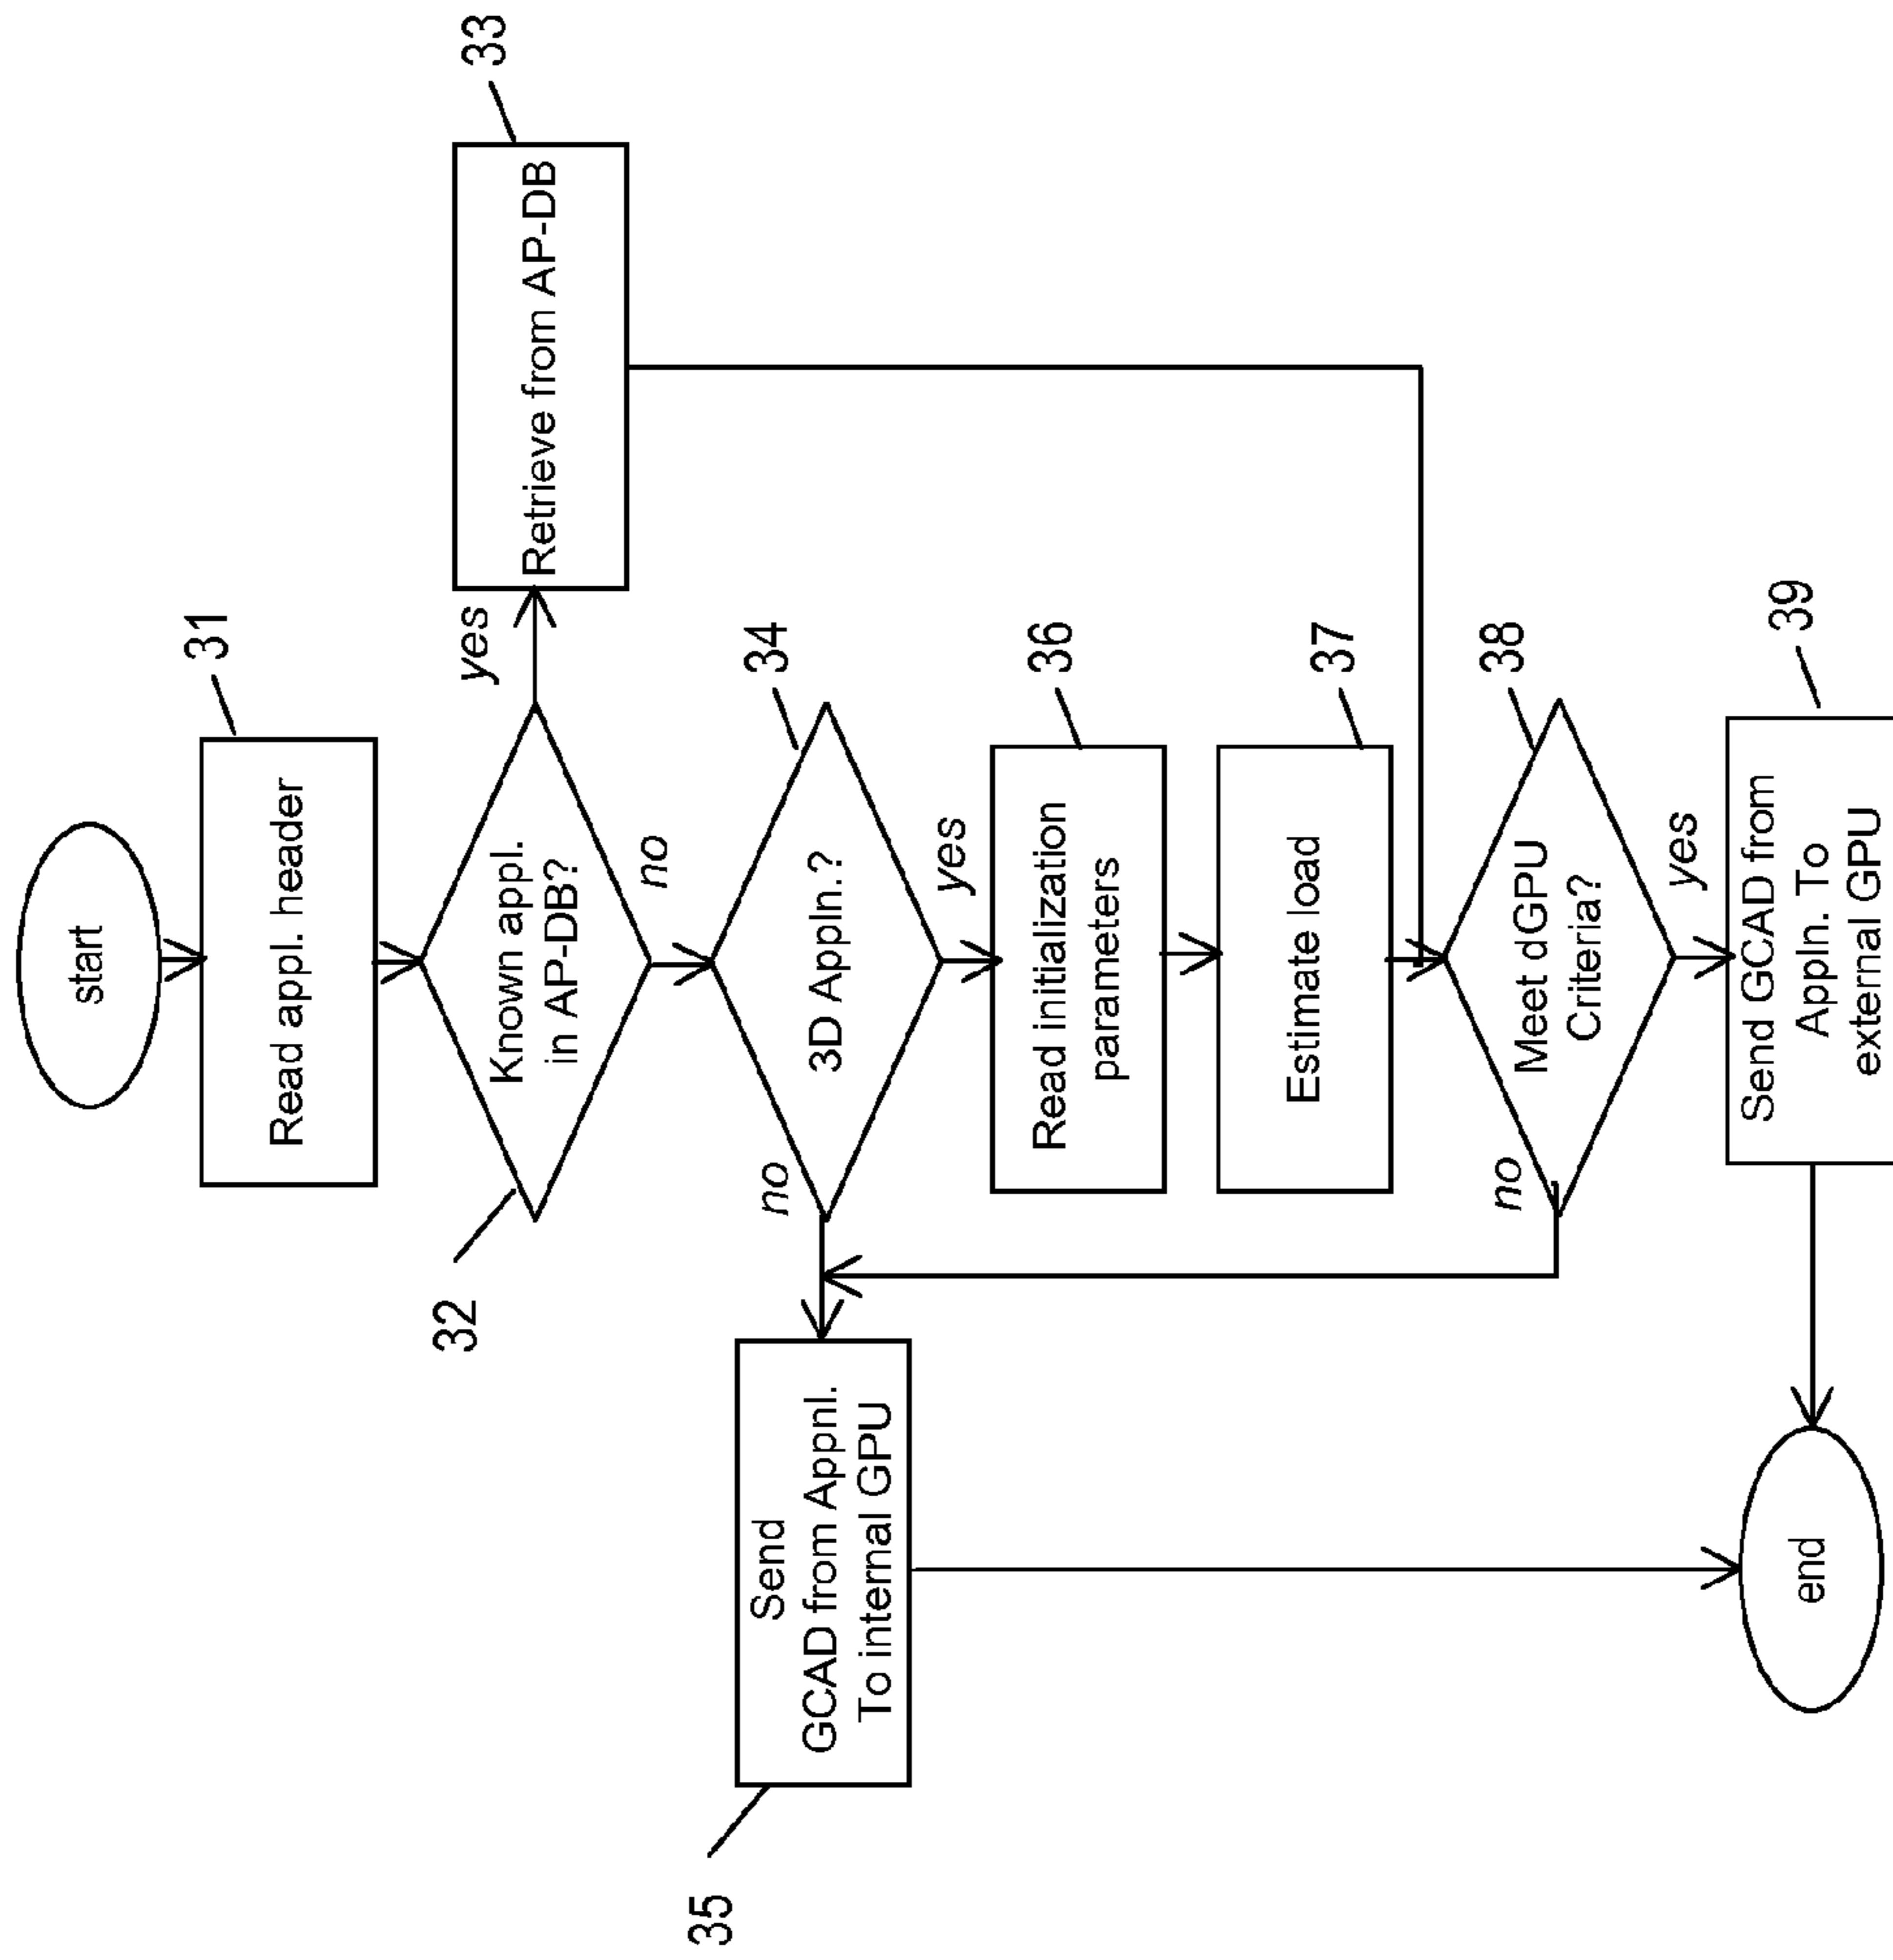 start
31
Read appl. header
32
Known appl.
in AP-DB?
yes
33
Retrieve from AP-DB
no
34
3D Appln.?
no
35
Send
GCAD from Appnl.
To internal GPU
yes
36
Read initialization
parameters
37
Estimate load
38
Meet dGPU
Criteria?
no
yes
39
Send GCAD from
Appln. To
external GPU
end